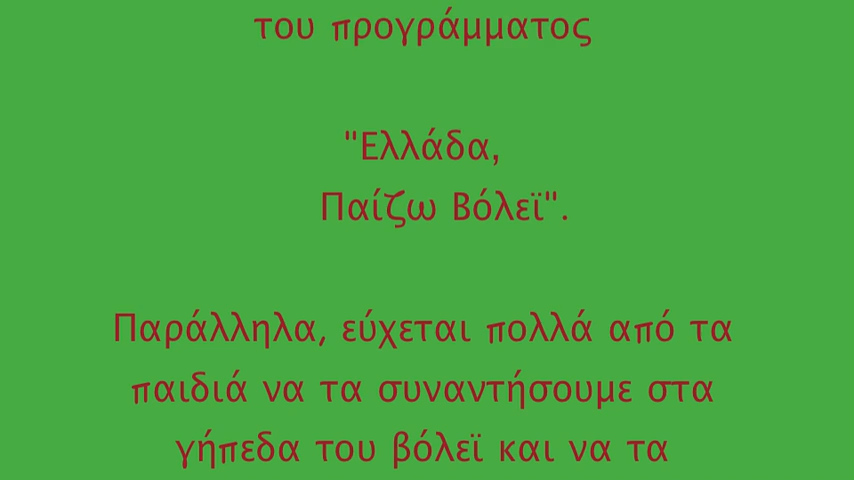 του προγράμματος
"Ελλάδα,
Παίζω Βόλεϊ".
Παράλληλα, εύχεται πολλά από τα
παιδιά να τα συναντήσουμε στα
γήπεδα του βόλεϊ και να τα